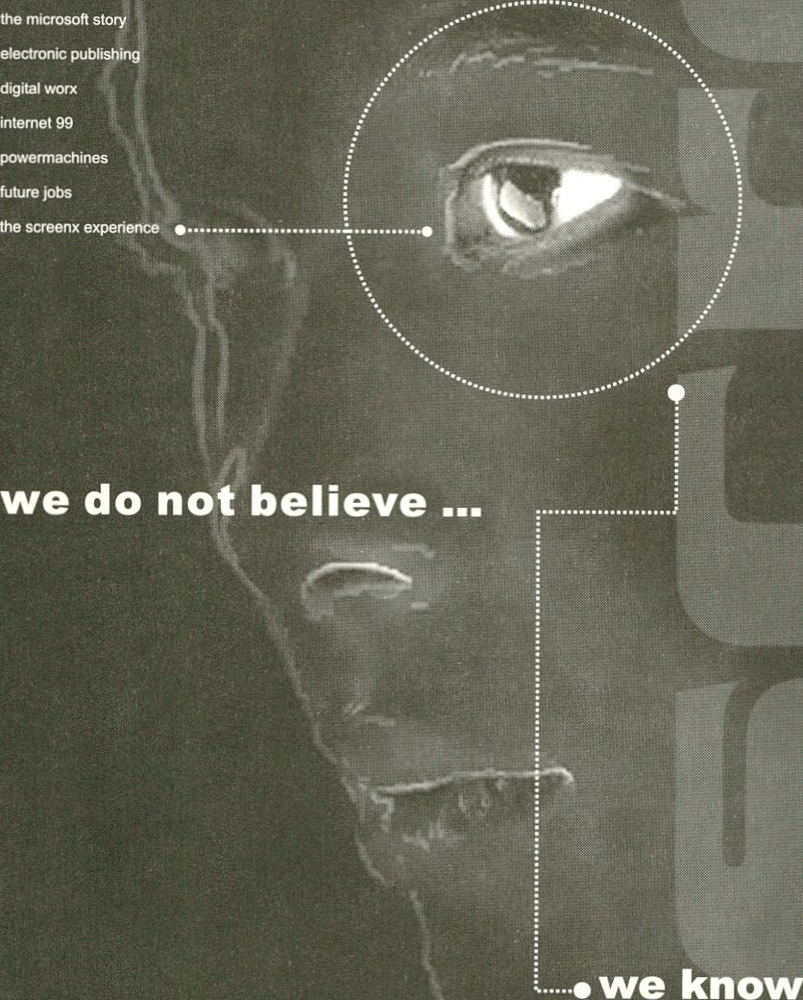 the microsoft story
electronic publishing
digital worx
internet 99
powermachines
future jobs
the screenx experience
we do not believe ...
we know